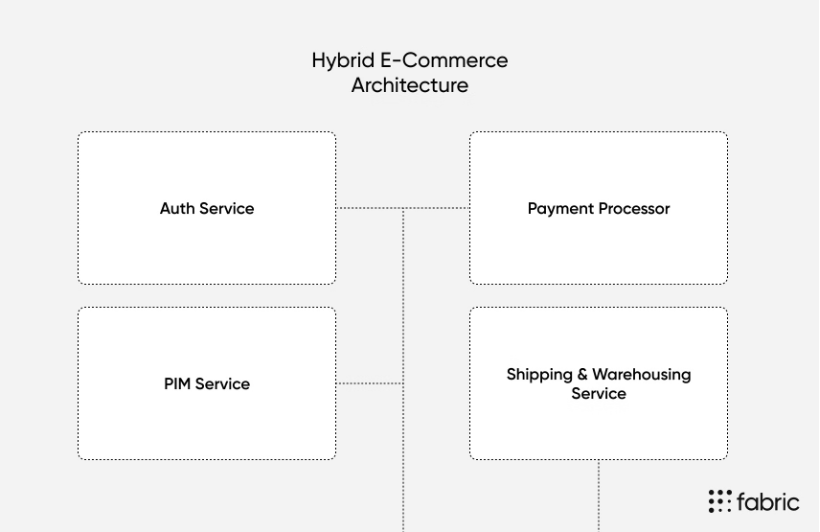 Hybrid E-Commerce
Architecture
Auth Service
Payment Processor
PIM Service
Shipping & Warehousing
Service
fabric